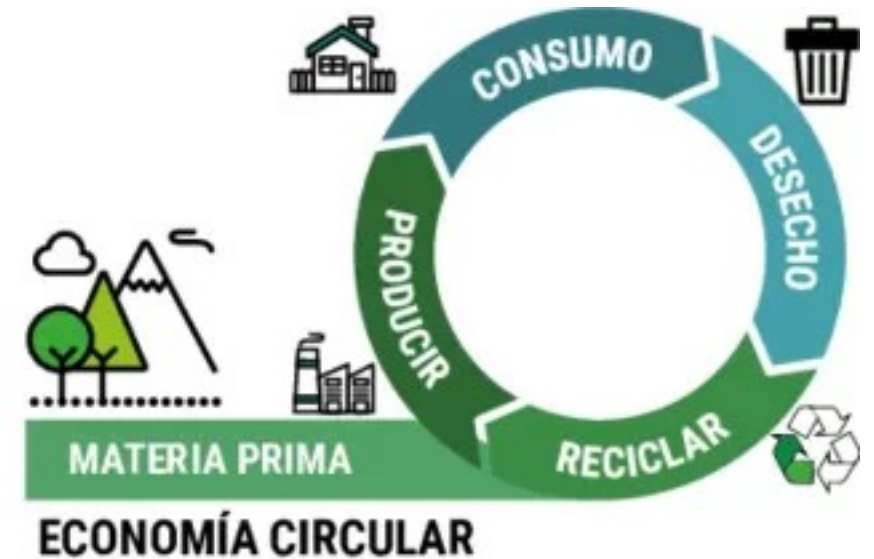 CONSUMO
DESECHO
PRODUCIR
RECICLAR
MATERIA PRIMA
ECONOMÍA CIRCULAR